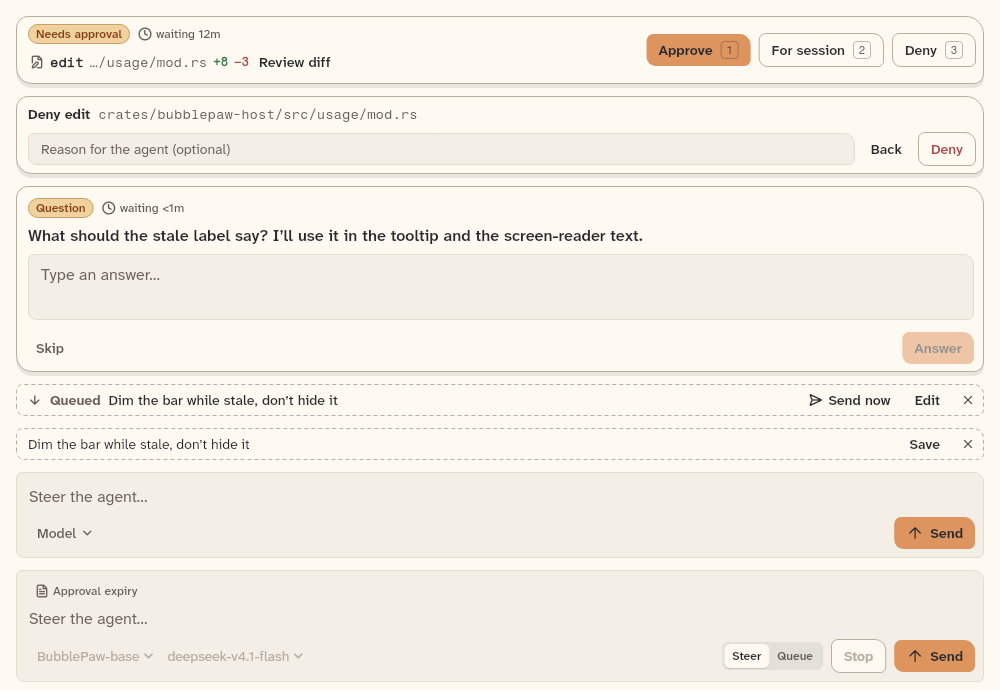 Needs approval waiting 12m
edit …/usage/mod.rs +8 −3 Review diff
Approve 1 For session 2 Deny 3
Deny edit crates/bubblepaw-host/src/usage/mod.rs
Reason for the agent (optional) Back Deny
Question waiting <1m
What should the stale label say? I’ll use it in the tooltip and the screen-reader text.
Type an answer…
Skip Answer
Queued Dim the bar while stale, don’t hide it Send now Edit
Dim the bar while stale, don’t hide it Save
Steer the agent…
Model Send
Approval expiry
Steer the agent…
BubblePaw-base deepseek-v4.1-flash Steer Queue Stop Send